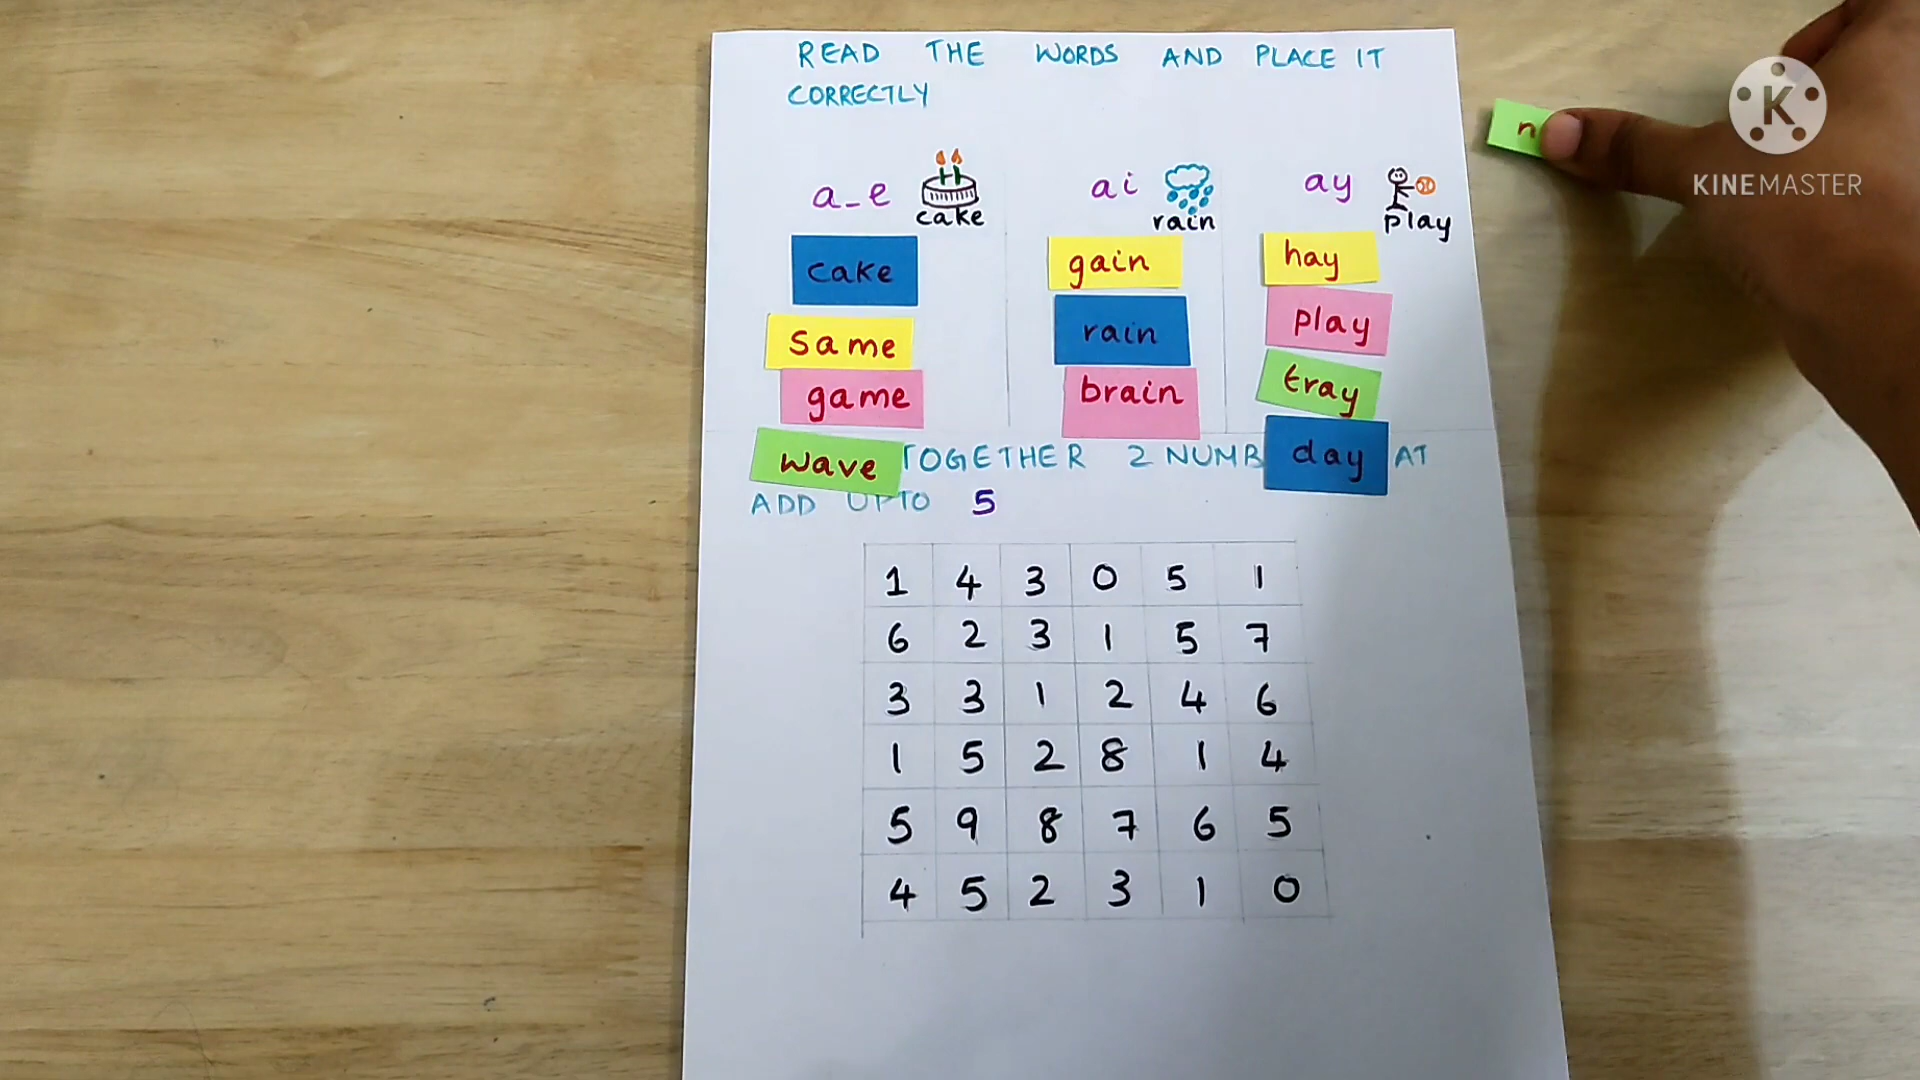 READ THE WORDS AND PLACE IT
CORRECTLY
n
KINEMASTER
a_e cake
ai rain
ay play
cake
same
game
wave
gain
rain
brain
hay
play
tray
day
TOGETHER 2 NUMB AT
ADD UPTO 5
1 4 3 0 5 1
6 2 3 1 5 7
3 3 1 2 4 6
1 5 2 8 1 4
5 9 8 7 6 5
4 5 2 3 1 0